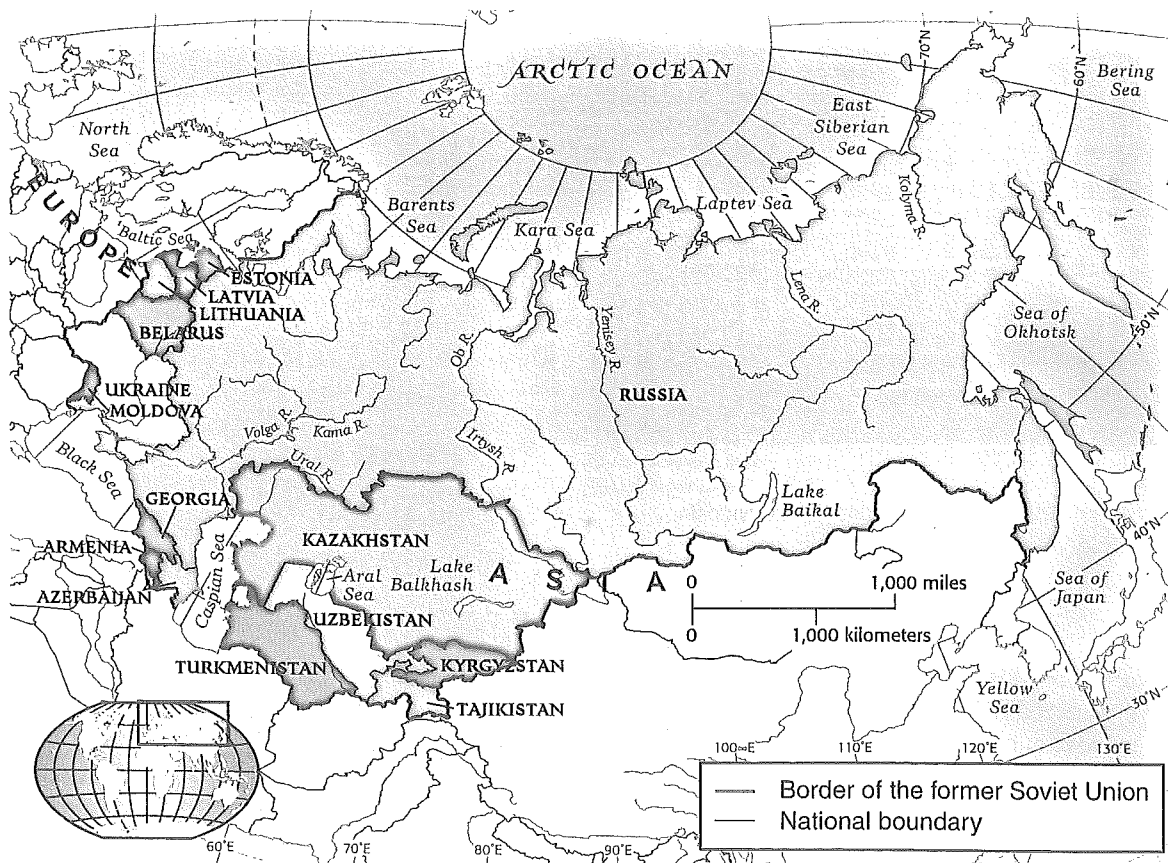 ARCTIC OCEAN
70°N
60°N
Bering
Sea
East
Siberian
Sea
North
Sea
EUROPE
Barents
Sea
Kara Sea
Laptev Sea
Kolyma R.
Baltic Sea
ESTONIA
LATVIA
LITHUANIA
BELARUS
Ob R.
Yenisey R.
Lena R.
Sea of
Okhotsk
50°N
UKRAINE
MOLDOVA
RUSSIA
Volga R.
Kama R.
Irtysh R.
Ural R.
Black Sea
GEORGIA
Lake
Baikal
ARMENIA
KAZAKHSTAN
40°N
AZERBAIJAN
Caspian Sea
Aral
Sea
Lake
Balkhash
ASIA
0 1,000 miles
0 1,000 kilometers
Sea of
Japan
UZBEKISTAN
TURKMENISTAN
KYRGYZSTAN
TAJIKISTAN
Yellow
Sea
30°N
100∞E
110°E
120°E
130°E
60°E
70°E
80°E
90°E
Border of the former Soviet Union
National boundary